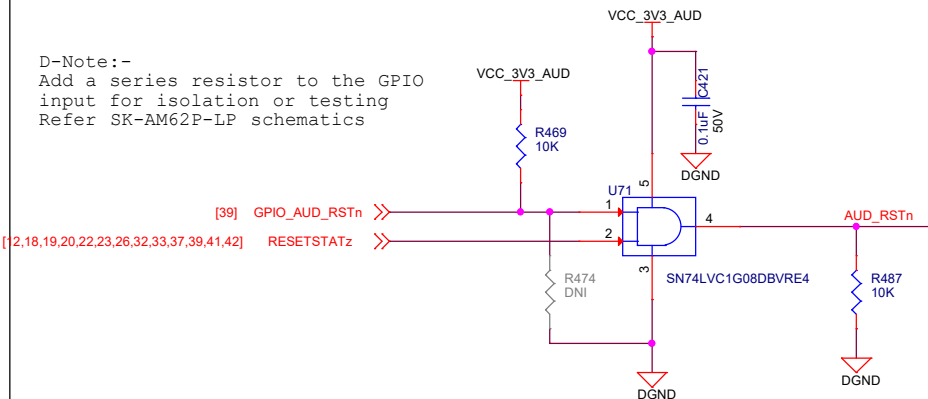 VCC_3V3_AUD
D-Note:-
Add a series resistor to the GPIO
input for isolation or testing
Refer SK-AM62P-LP schematics
VCC_3V3_AUD
C421
0.1uF
50V
R469
10K
DGND
U71
5
[39] GPIO_AUD_RSTn
1
4
AUD_RSTn
[12,18,19,20,22,23,26,32,33,37,39,41,42] RESETSTATz
2
3
R474
DNI
SN74LVC1G08DBVRE4
R487
10K
DGND
DGND